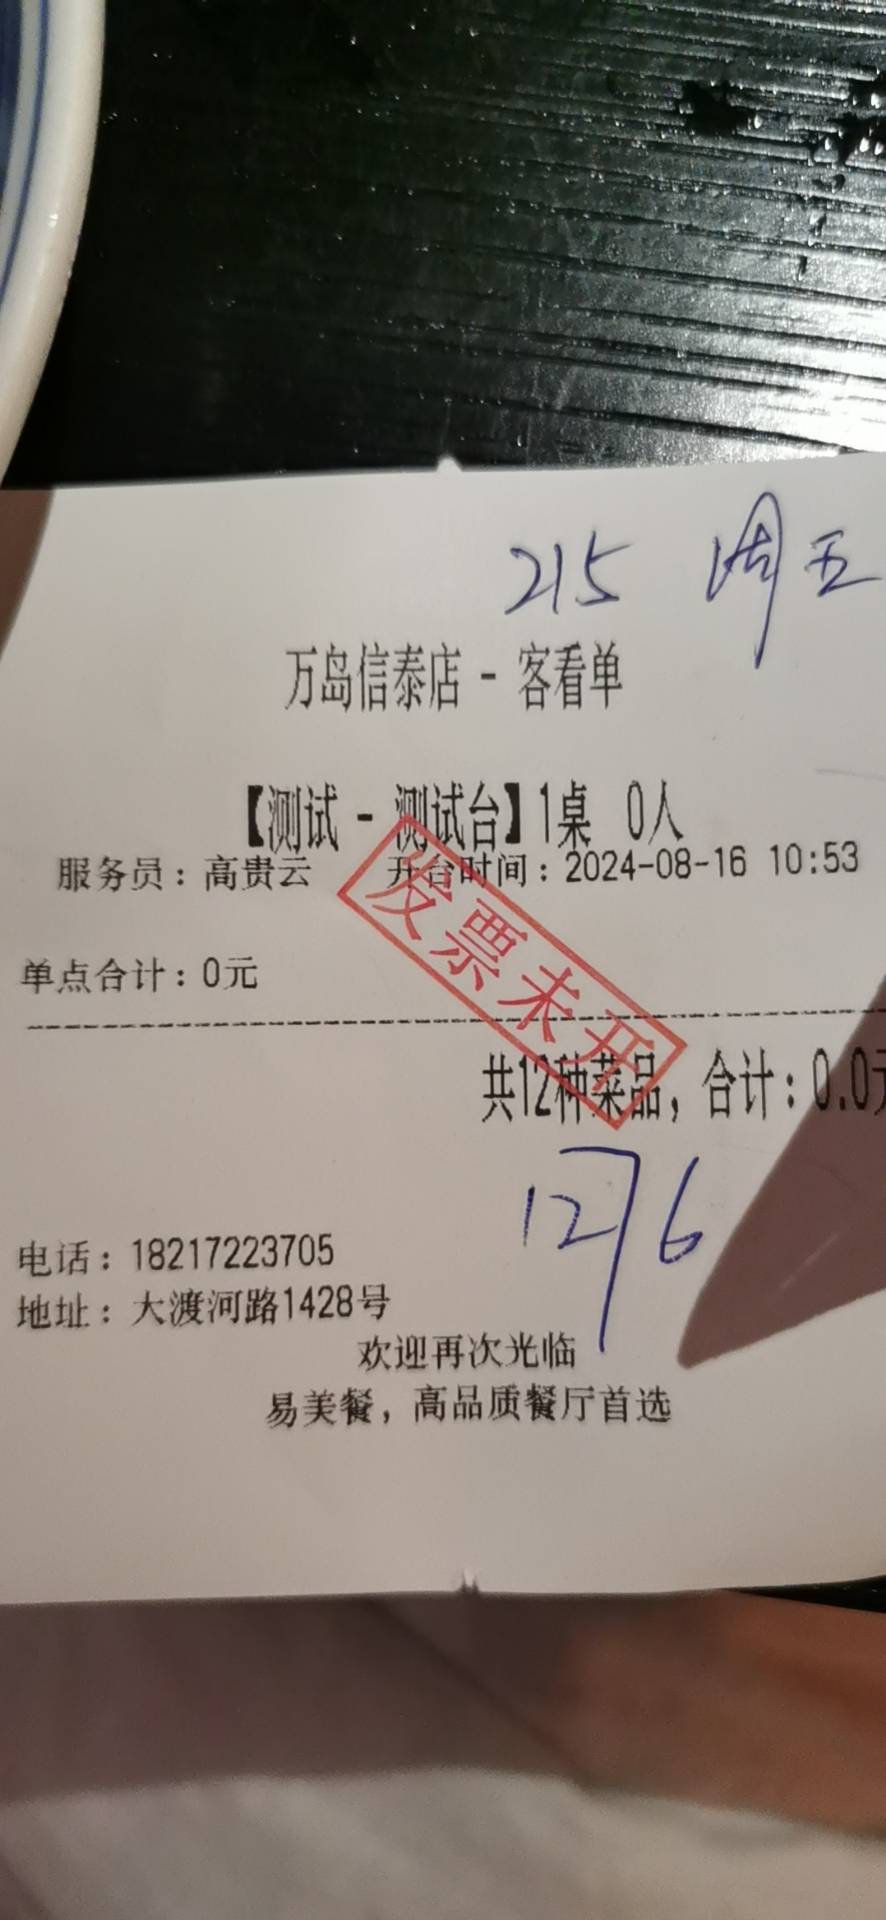 215 周五
万岛信泰店 - 客看单
【测试 - 测试台】1桌 0人
服务员：高贵云 开台时间：2024-08-16 10:53
发票未开
单点合计：0元
共12种菜品，合计：0.0元
1276
电话：18217223705
地址：大渡河路1428号
欢迎再次光临
易美餐，高品质餐厅首选